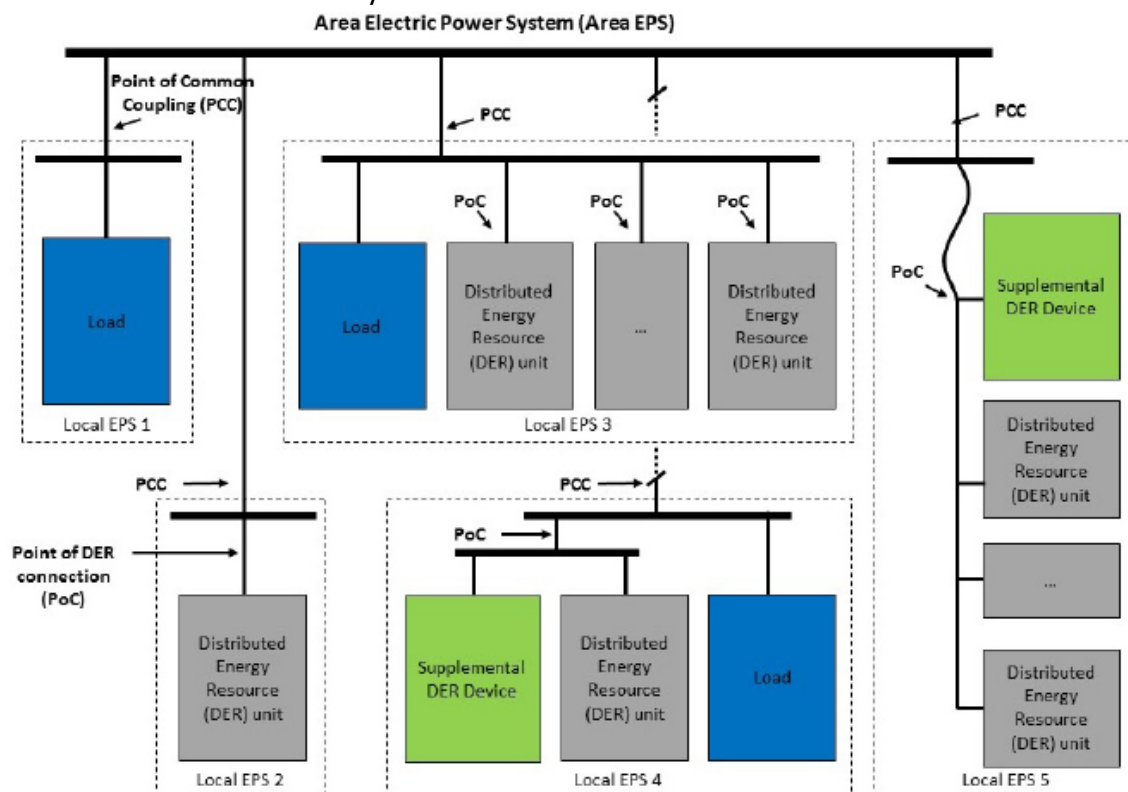 Area Electric Power System (Area EPS)
Point of Common
Coupling (PCC)
PCC
PCC
PoC
PoC
PoC
Load
Local EPS 1
Load
Distributed
Energy
Resource
(DER) unit
...
Distributed
Energy
Resource
(DER) unit
Local EPS 3
PoC
Supplemental
DER Device
Distributed
Energy
Resource
(DER) unit
...
Distributed
Energy
Resource
(DER) unit
Local EPS 5
PCC
Point of DER
connection
(PoC)
Distributed
Energy
Resource
(DER) unit
Local EPS 2
PCC
PoC
Supplemental
DER Device
Distributed
Energy
Resource
(DER) unit
Load
Local EPS 4